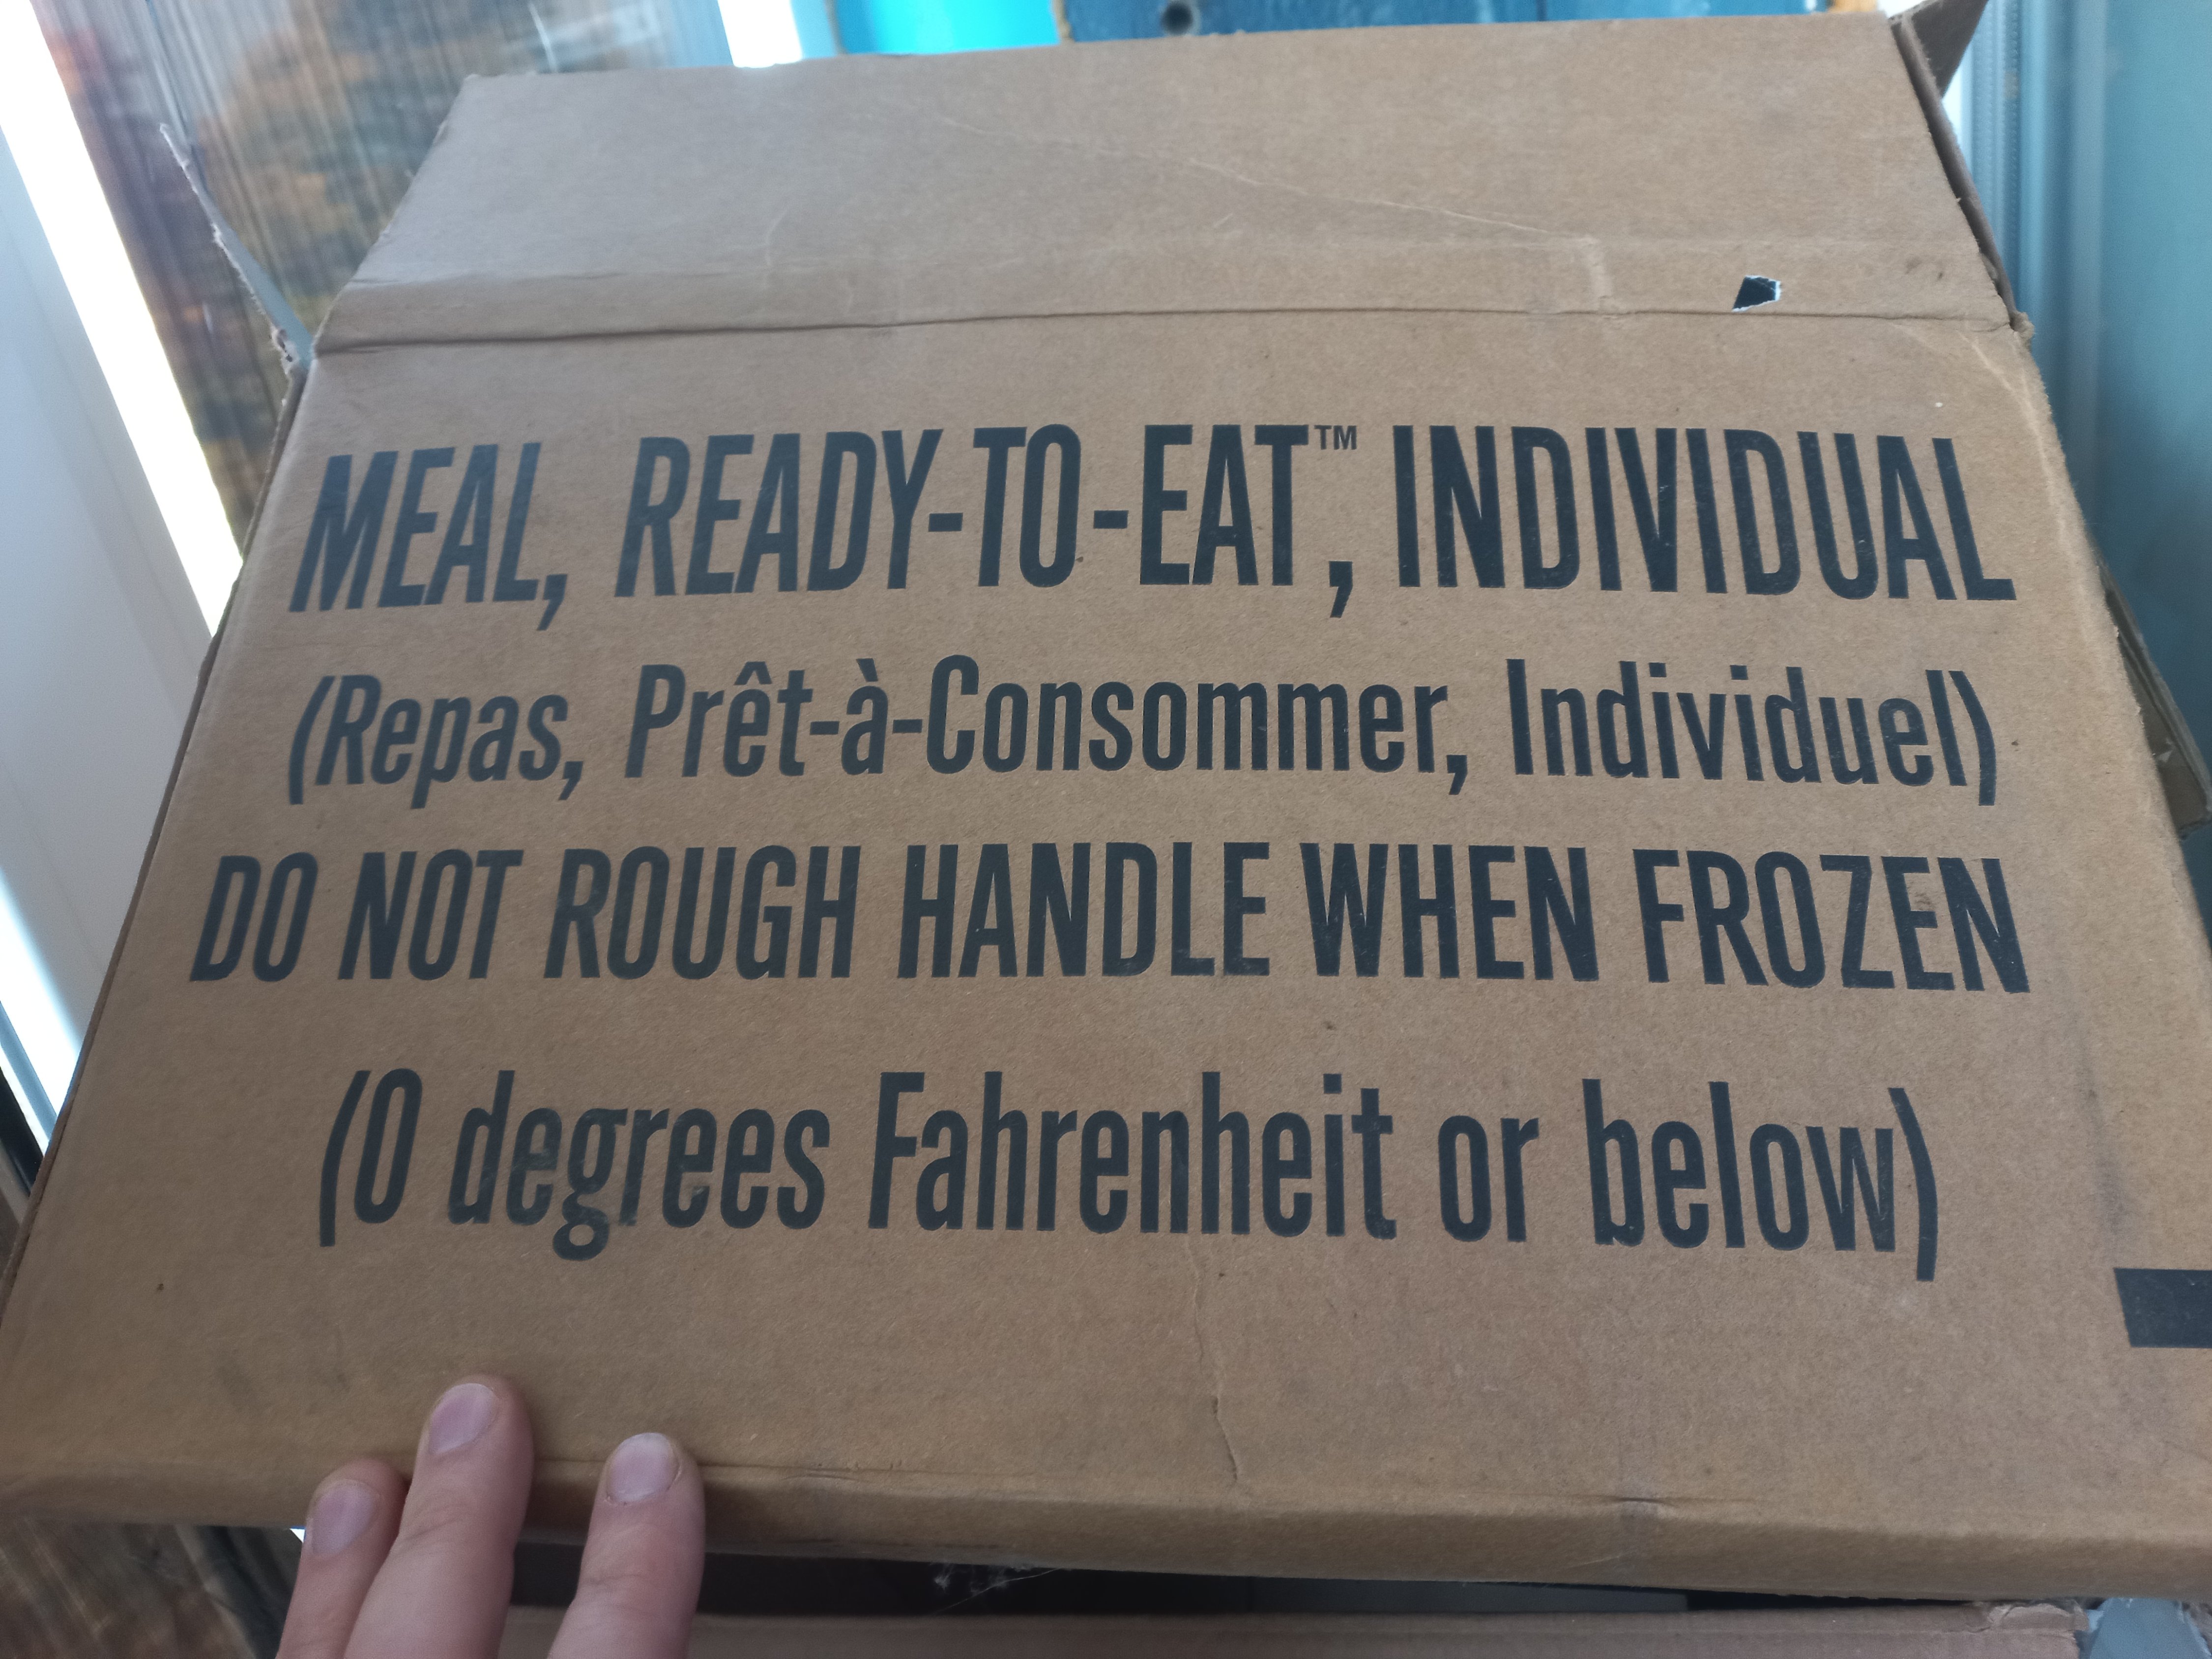 MEAL, READY-TO-EAT™, INDIVIDUAL
(Repas, Prêt-à-Consommer, Individuel)
DO NOT ROUGH HANDLE WHEN FROZEN
(0 degrees Fahrenheit or below)